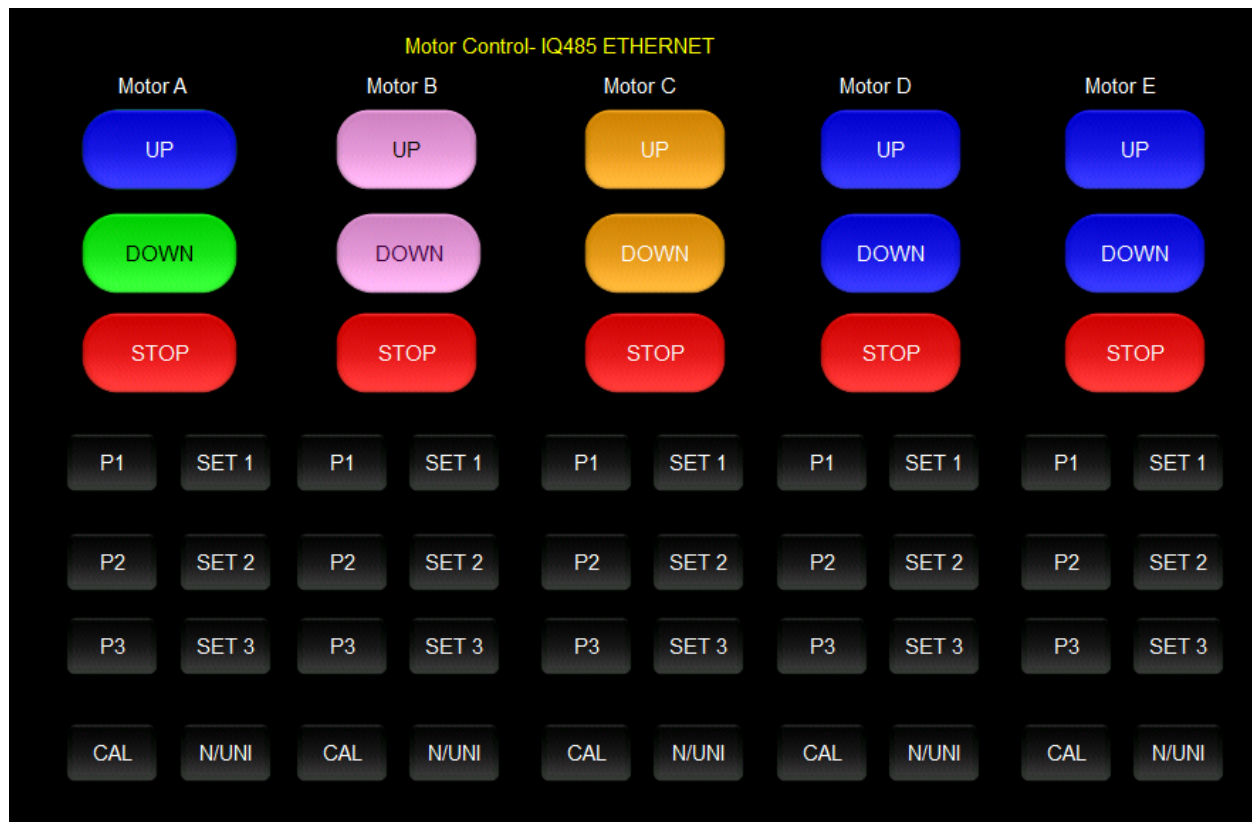 Motor Control- IQ485 ETHERNET
Motor A Motor B Motor C Motor D Motor E
UP UP UP UP UP
DOWN DOWN DOWN DOWN DOWN
STOP STOP STOP STOP STOP
P1 SET 1 P1 SET 1 P1 SET 1 P1 SET 1 P1 SET 1
P2 SET 2 P2 SET 2 P2 SET 2 P2 SET 2 P2 SET 2
P3 SET 3 P3 SET 3 P3 SET 3 P3 SET 3 P3 SET 3
CAL N/UNI CAL N/UNI CAL N/UNI CAL N/UNI CAL N/UNI